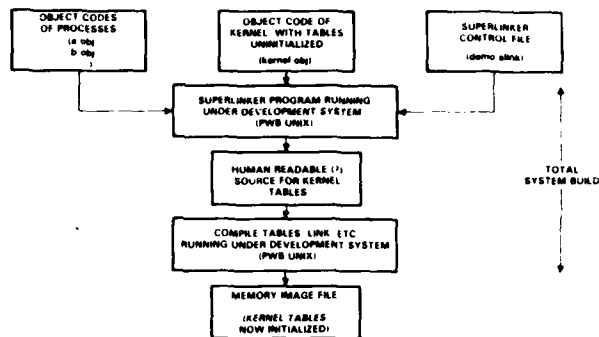 OBJECT CODES
OF PROCESSES
(a obj
b obj
)
OBJECT CODE OF
KERNEL WITH TABLES
UNINITIALIZED
(kernel obj)
SUPERLINKER
CONTROL FILE
(demo slink)
SUPERLINKER PROGRAM RUNNING
UNDER DEVELOPMENT SYSTEM
(PWB UNIX)
HUMAN READABLE (?)
SOURCE FOR KERNEL
TABLES
TOTAL
SYSTEM BUILD
COMPILE TABLES LINK ETC
RUNNING UNDER DEVELOPMENT SYSTEM
(PWB UNIX)
MEMORY IMAGE FILE
(KERNEL TABLES
NOW INITIALIZED)